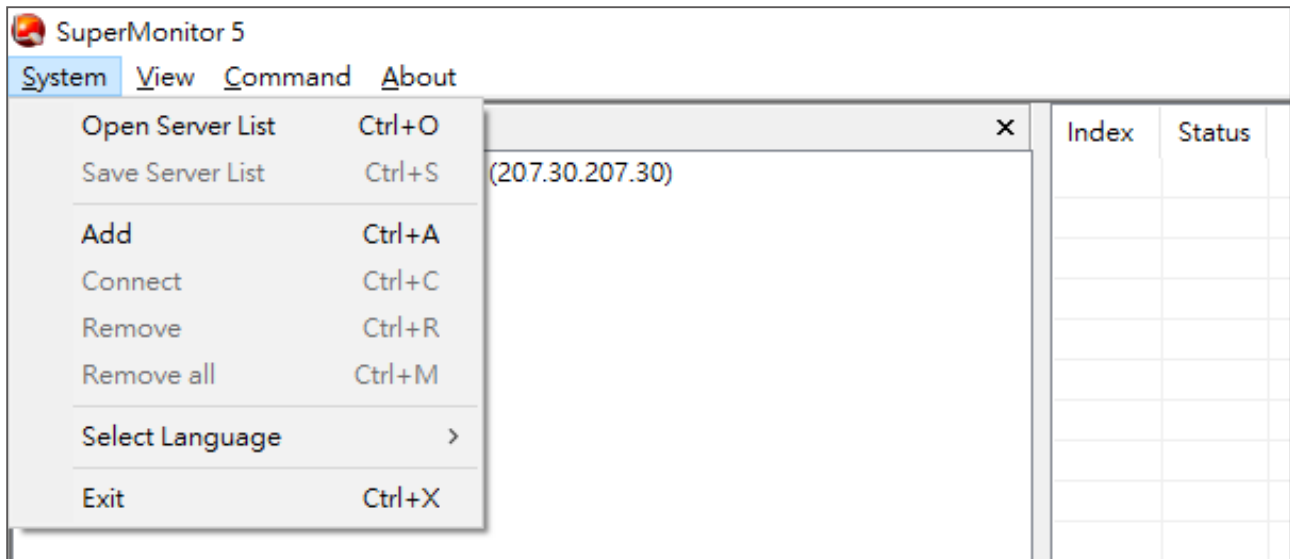 SuperMonitor 5
System View Command About
Open Server List Ctrl+O
Save Server List Ctrl+S
Add Ctrl+A
Connect Ctrl+C
Remove Ctrl+R
Remove all Ctrl+M
Select Language >
Exit Ctrl+X
×
(207.30.207.30)
Index Status